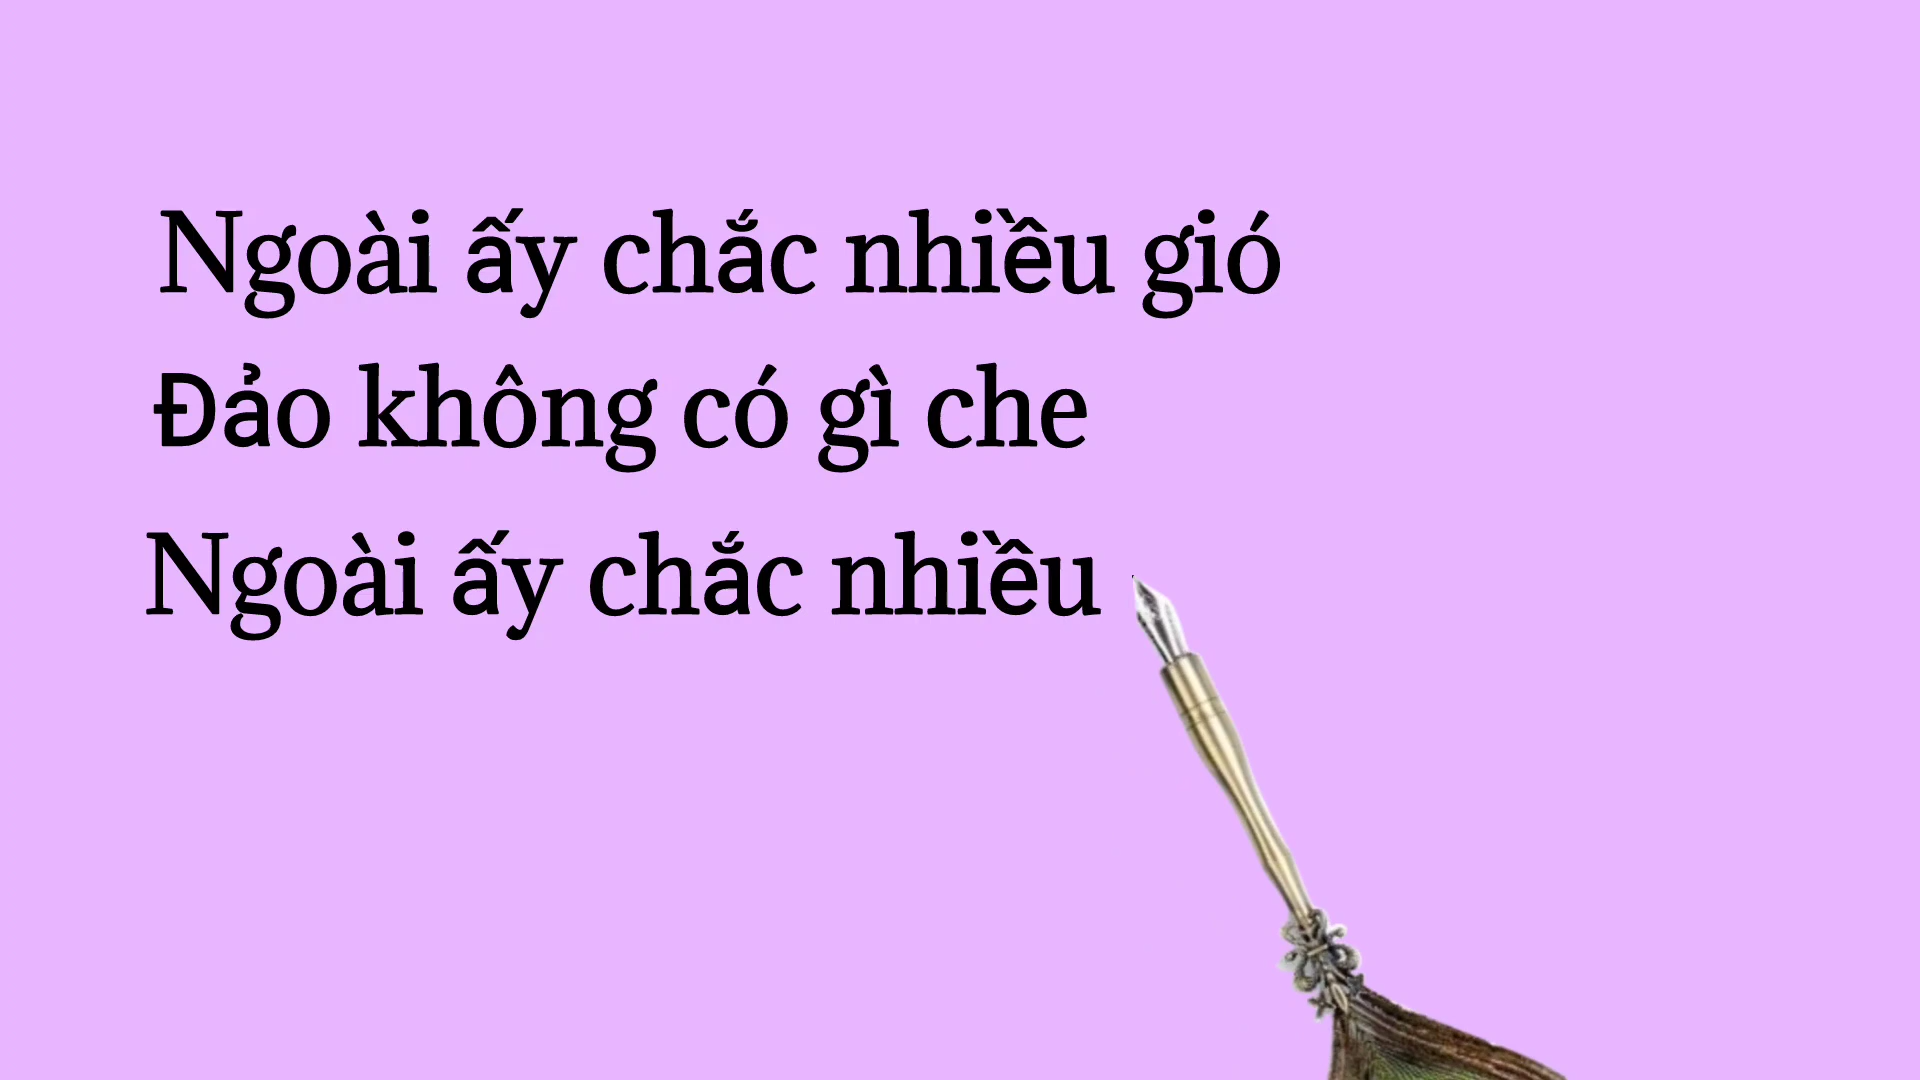 Ngoài ấy chắc nhiều gió
Đảo không có gì che
Ngoài ấy chắc nhiều